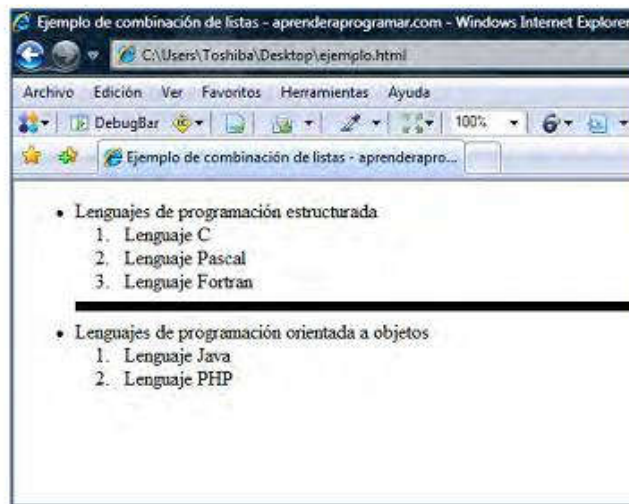 Ejemplo de combinación de listas - aprenderaprogramar.com - Windows Internet Explorer
C:\Users\Toshiba\Desktop\ejemplo.html
Archivo Edición Ver Favoritos Herramientas Ayuda
DebugBar 100%
Ejemplo de combinación de listas - aprenderapro...
• Lenguajes de programación estructurada
1. Lenguaje C
2. Lenguaje Pascal
3. Lenguaje Fortran
• Lenguajes de programación orientada a objetos
1. Lenguaje Java
2. Lenguaje PHP